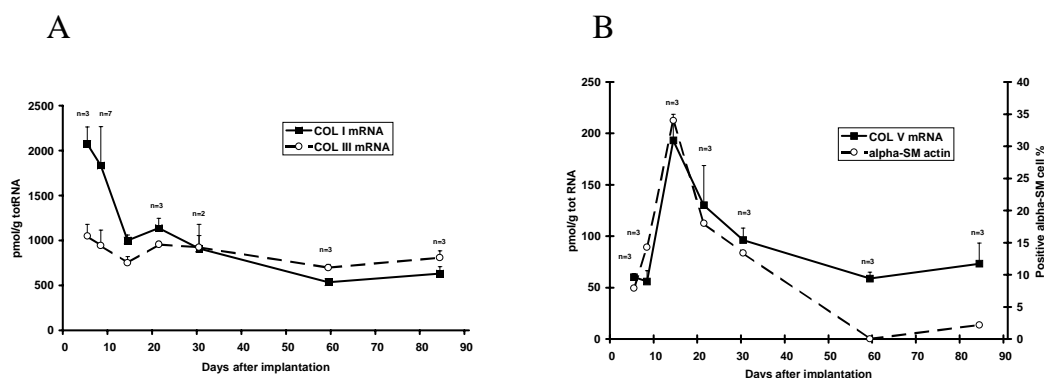 A
B
2500
2000
1500
1000
500
0
pmol/g totRNA
n=3
n=7
n=3
n=2
n=3
n=3
COL I mRNA
COL III mRNA
0 10 20 30 40 50 60 70 80 90
Days after implantation
250
200
150
100
50
0
pmol/g tot RNA
n=3
n=3
n=3
n=3
n=3
n=3
n=3
COL V mRNA
alpha-SM actin
40
35
30
25
20
15
10
5
0
Positive alpha-SM cell %
0 10 20 30 40 50 60 70 80 90
Days after implantation